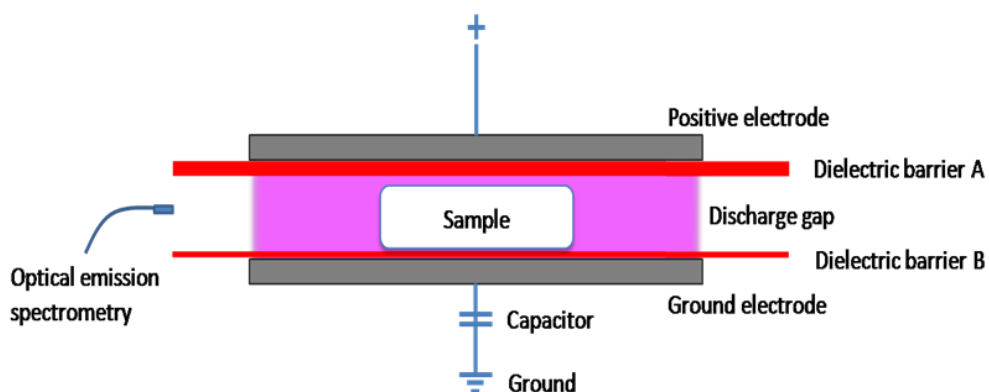 +
Positive electrode
Dielectric barrier A
Sample
Discharge gap
Dielectric barrier B
Optical emission
spectrometry
Ground electrode
Capacitor
Ground